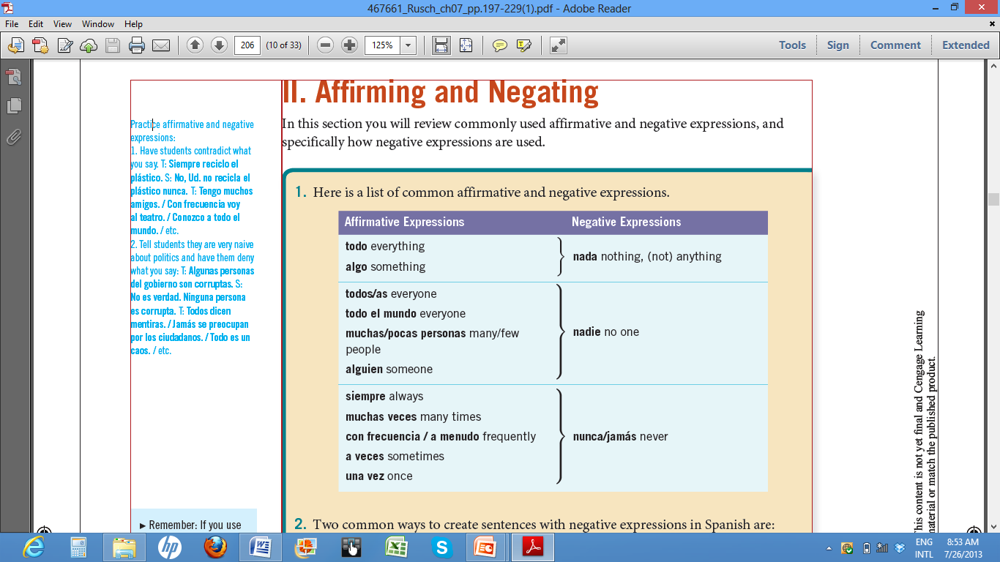 467661_Rusch_ch07_pp.197-229(1).pdf - Adobe Reader
File Edit View Window Help
206 (10 of 33) 125% Tools Sign Comment Extended
II. Affirming and Negating
In this section you will review commonly used affirmative and negative expressions, and
specifically how negative expressions are used.
Practice affirmative and negative
expressions:
1. Have students contradict what
you say. T: Siempre reciclo el
plástico. S: No, Ud. no recicla el
plástico nunca. T: Tengo muchos
amigos. / Con frecuencia voy
al teatro. / Conozco a todo el
mundo. / etc.
2. Tell students they are very naive
about politics and have them deny
what you say: T: Algunas personas
del gobierno son corruptas. S:
No es verdad. Ninguna persona
es corrupta. T: Todos dicen
mentiras. / Jamás se preocupan
por los ciudadanos. / Todo es un
caos. / etc.
1. Here is a list of common affirmative and negative expressions.
Affirmative Expressions Negative Expressions
todo everything
algo something
nada nothing, (not) anything
todos/as everyone
todo el mundo everyone
muchas/pocas personas many/few
people
alguien someone
nadie no one
siempre always
muchas veces many times
con frecuencia / a menudo frequently
a veces sometimes
una vez once
nunca/jamás never
► Remember: If you use
2. Two common ways to create sentences with negative expressions in Spanish are:
This content is not yet final and Cengage Learning
material or match the published product.
hp
ENG
INTL
8:53 AM
7/26/2013